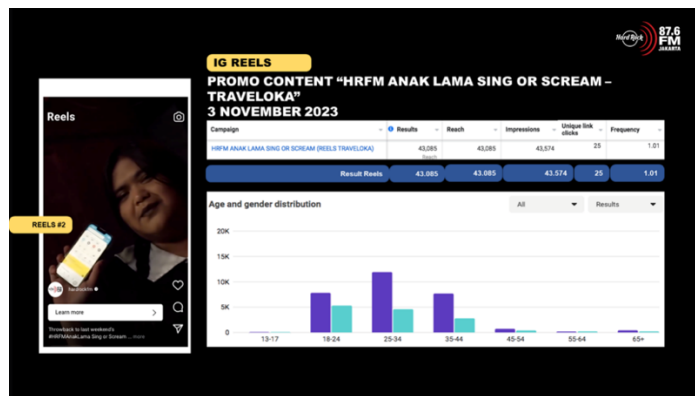 Hard Rock
87.6
FM
JAKARTA
IG REELS
PROMO CONTENT “HRFM ANAK LAMA SING OR SCREAM –
TRAVELOKA”
3 NOVEMBER 2023
Reels
REELS #2
Learn more
Throwback to last weekend's
#HRFMAnakLama Sing or Scream ... more
Campaign Results Reach Impressions Unique link clicks Frequency
HRFM ANAK LAMA SING OR SCREAM (REELS TRAVELOKA) 43,085 43,085 43,574 25 1.01
Reach
Result Reels 43.085 43.085 43.574 25 1.01
Age and gender distribution All Results
20K
15K
10K
5K
0
13-17 18-24 25-34 35-44 45-54 55-64 65+